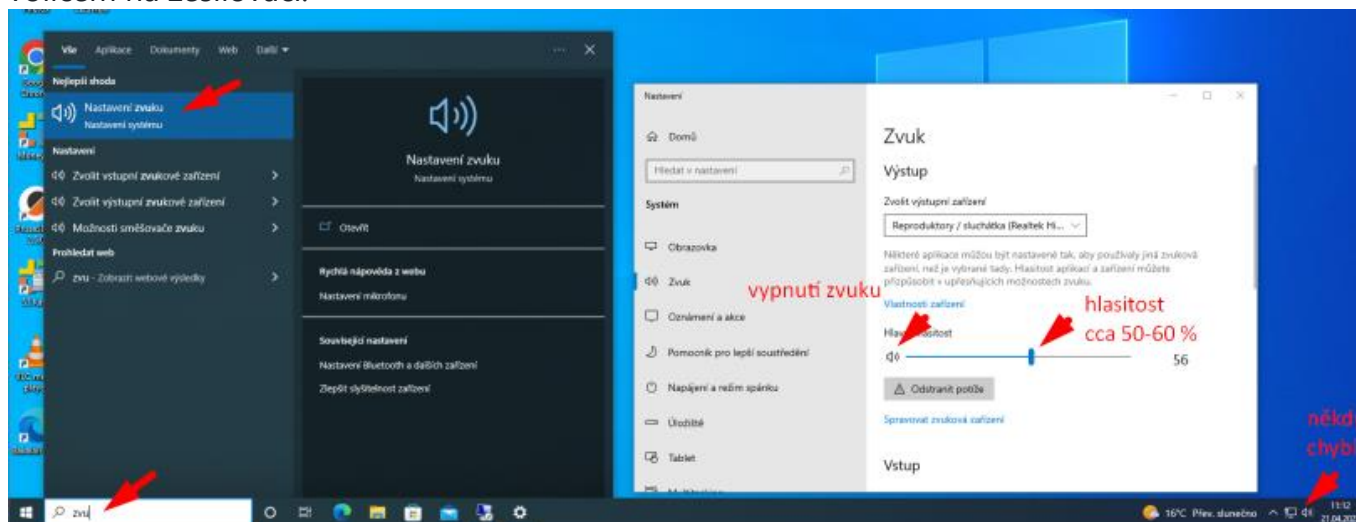 Vše Aplikace Dokumenty Web Další
Nejlepší shoda
Nastavení zvuku
Nastavení systému
Nastavení
Zvolit vstupní zvukové zařízení
Zvolit výstupní zvukové zařízení
Možnosti směšovače zvuku
Prohledat web
zvu - Zobrazit webové výsledky
Nastavení zvuku
Nastavení systému
Otevřít
Rychlá nápověda z webu
Nastavení mikrofonu
Související nastavení
Nastavení Bluetooth a dalších zařízení
Zlepšit slyšitelnost zařízení
Nastavení
Domů
Hledat v nastavení
Systém
Obrazovka
Zvuk
Oznámení a akce
Pomocník pro lepší soustředění
Napájení a režim spánku
Úložiště
Tablet
Zvuk
Výstup
Zvolit výstupní zařízení
Reproduktory / sluchátka (Realtek Hi...
Některé aplikace můžou být nastavené tak, aby používaly jiná zvuková
zařízení, než je vybrané tady. Hlasitost aplikací a zařízení můžete
přizpůsobit v upřesňujících možnostech zvuku.
Vlastnosti zařízení
vypnutí zvuku
hlasitost
cca 50-60 %
56
Odstranit potíže
Spravovat zvuková zařízení
Vstup
někd
chybí
zvu
16°C Přev. slunečno
11:12